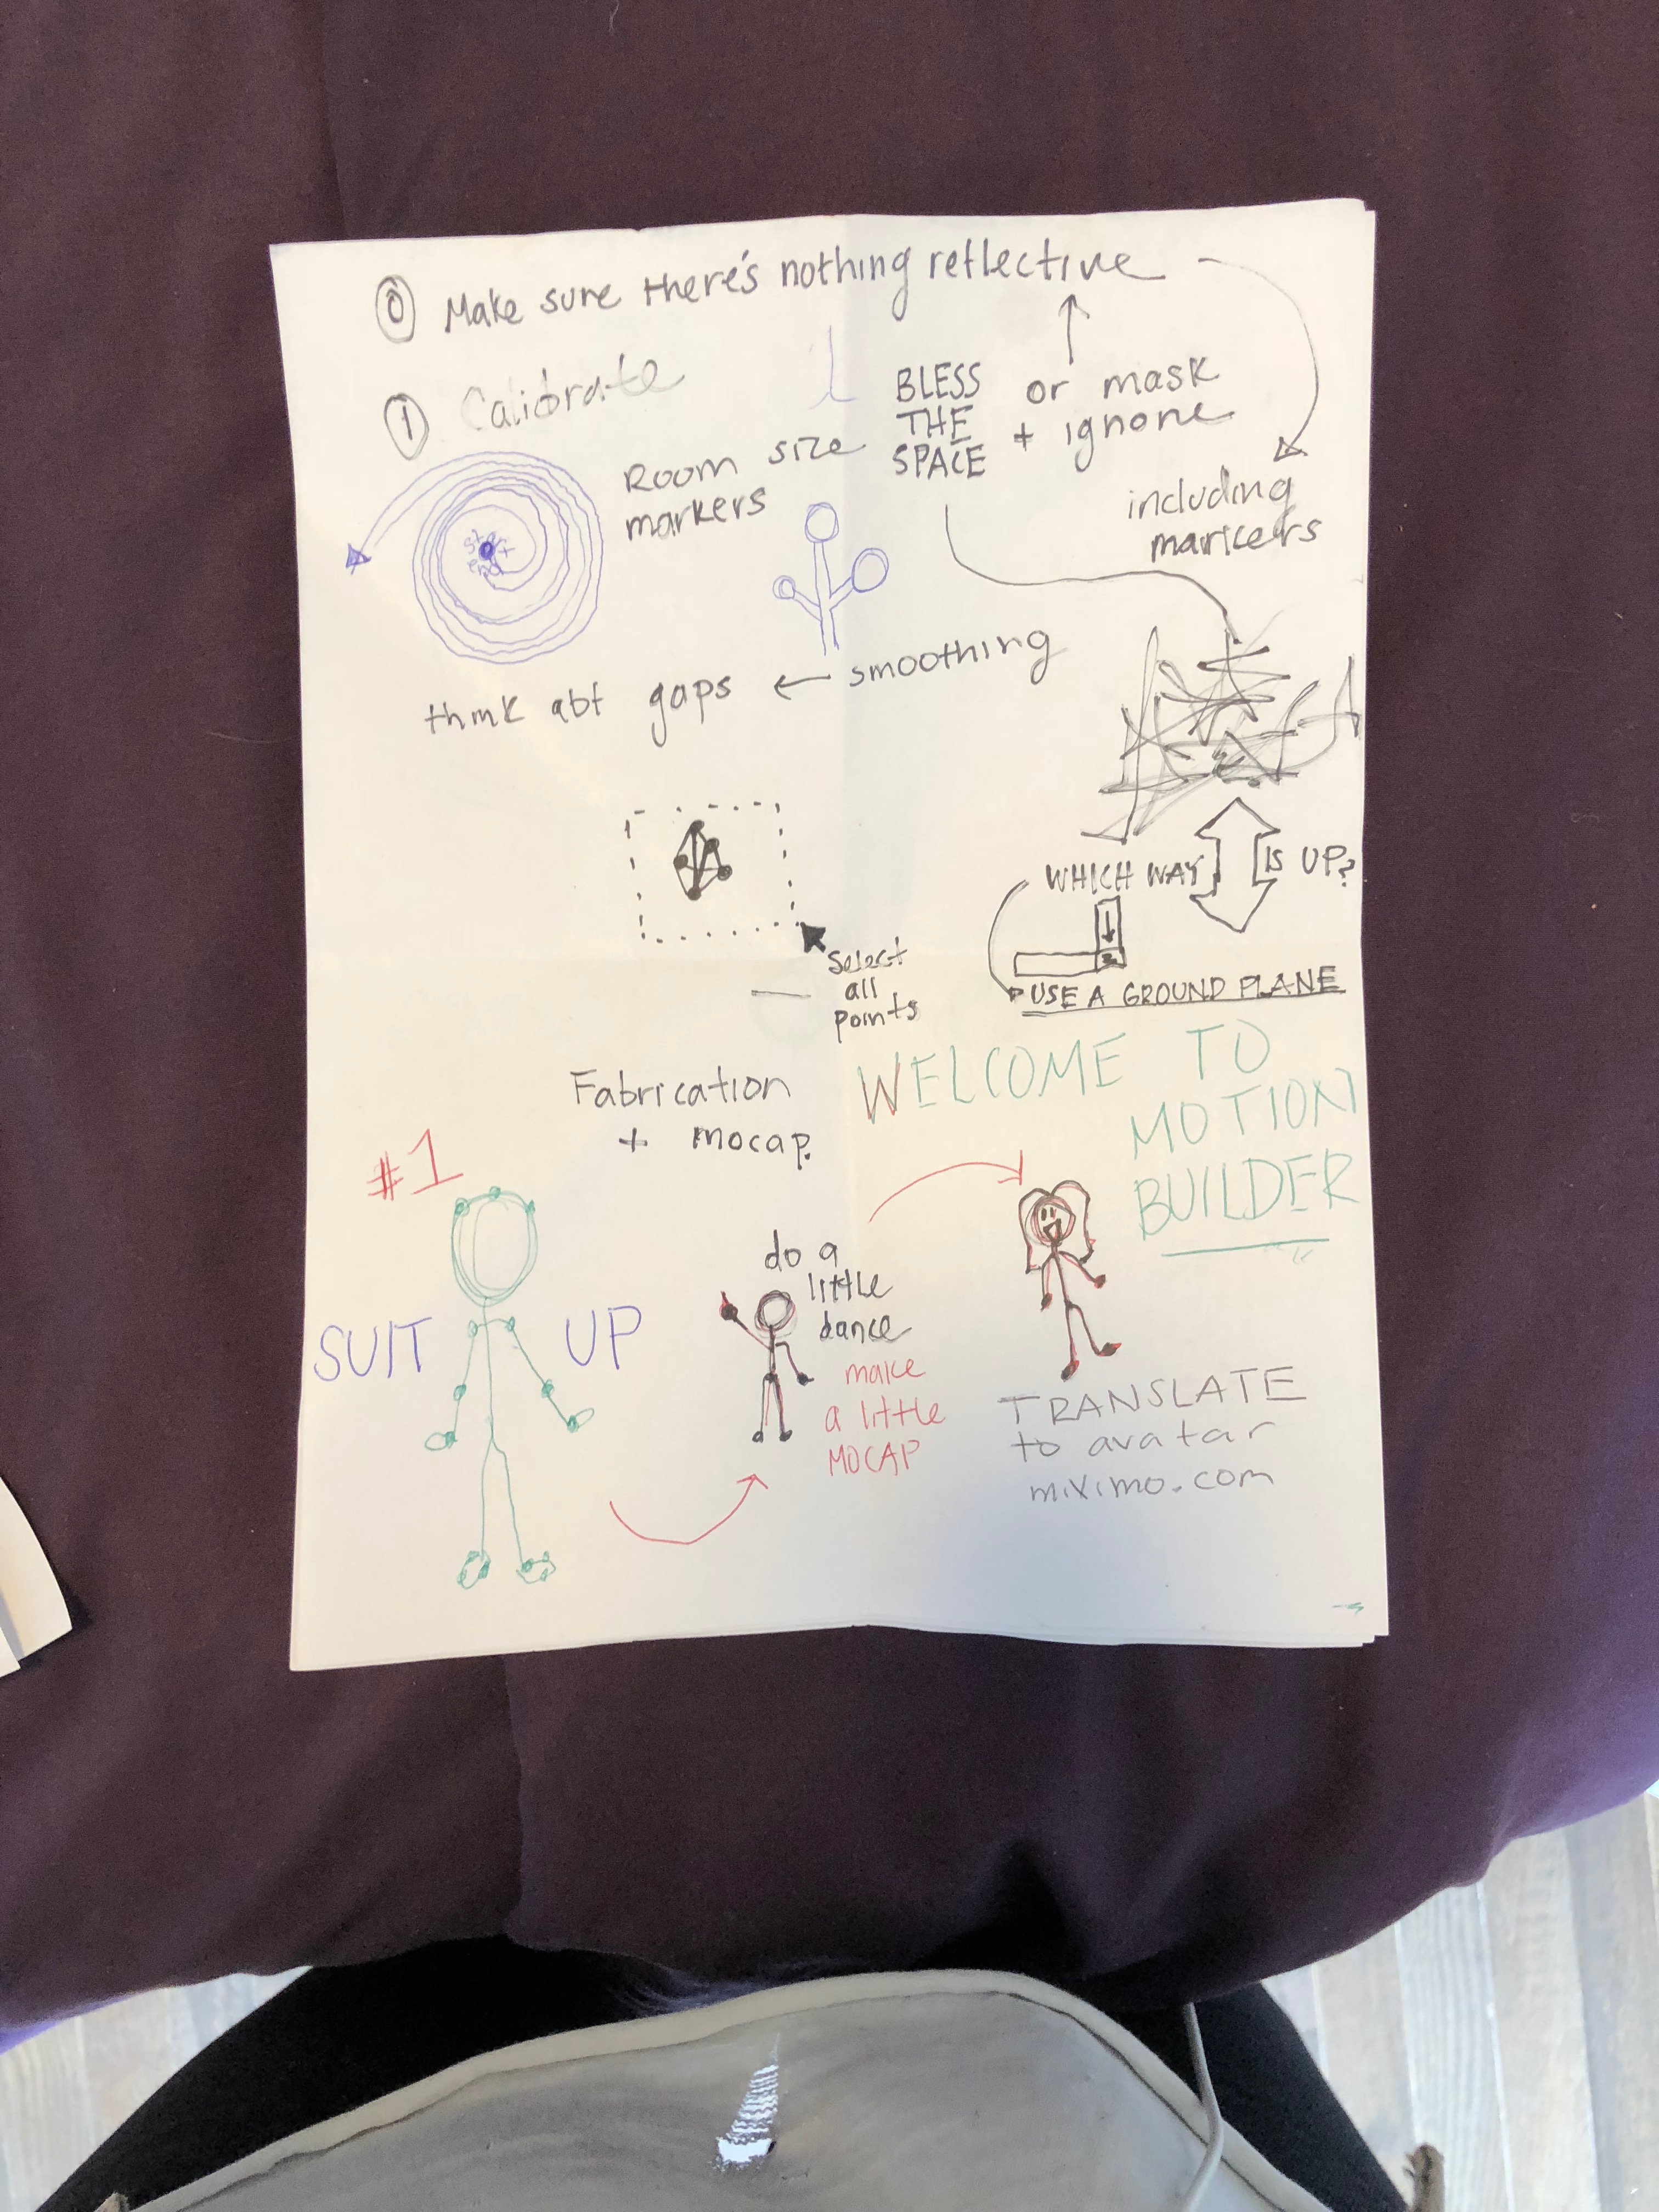 0 Make sure there's nothing reflective
1 Calibrate
BLESS
THE
SPACE
or mask
+ ignore
including
markers
Room size
markers
start
end
think abt gaps ← smoothing
WHICH WAY IS UP?
USE A GROUND PLANE
select
all
points
Fabrication
+ mocap.
WELCOME TO
MOTION
BUILDER
#1
SUIT UP
do a
little
dance
make
a little
MOCAP
TRANSLATE
to avatar
miximo.com